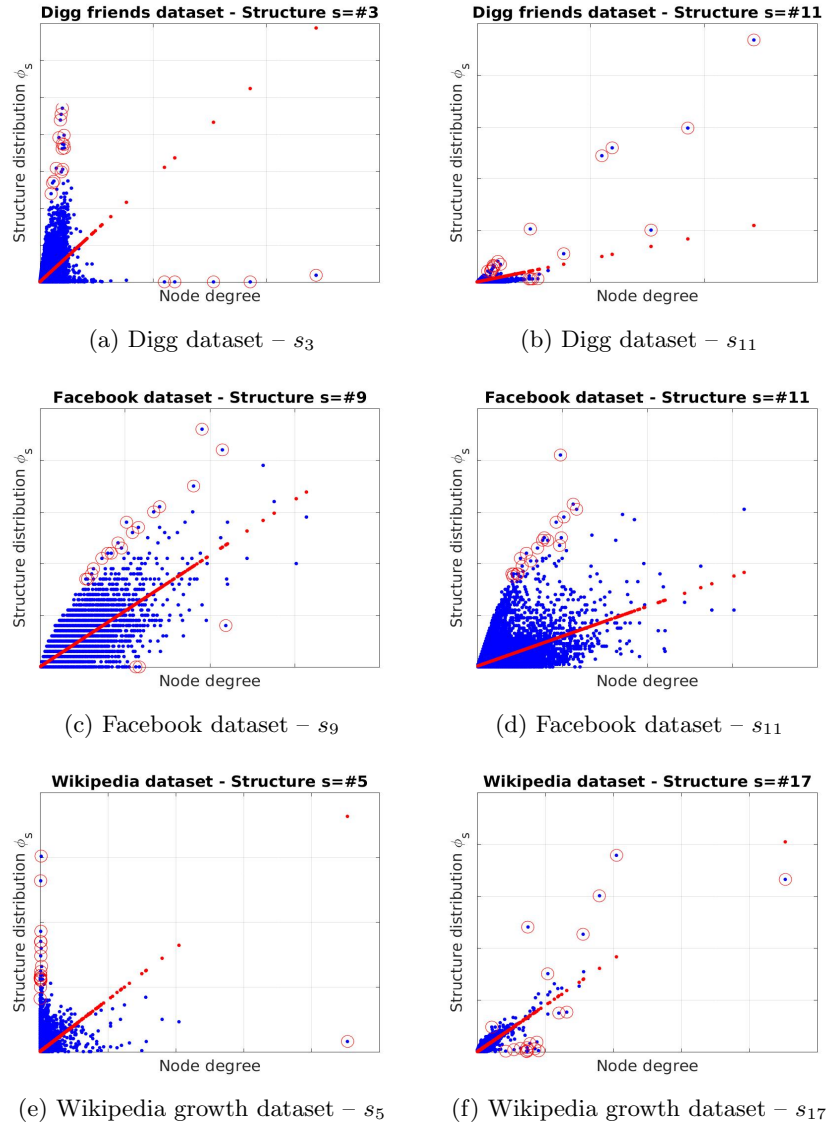 Digg friends dataset - Structure s=#3
Structure distribution ϕs
Node degree
(a) Digg dataset – s3
Digg friends dataset - Structure s=#11
Structure distribution ϕs
Node degree
(b) Digg dataset – s11
Facebook dataset - Structure s=#9
Structure distribution ϕs
Node degree
(c) Facebook dataset – s9
Facebook dataset - Structure s=#11
Structure distribution ϕs
Node degree
(d) Facebook dataset – s11
Wikipedia dataset - Structure s=#5
Structure distribution ϕs
Node degree
(e) Wikipedia growth dataset – s5
Wikipedia dataset - Structure s=#17
Structure distribution ϕs
Node degree
(f) Wikipedia growth dataset – s17